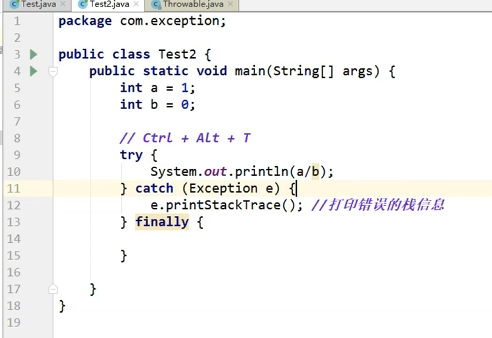 Test.java × Test2.java × Throwable.java ×
1 package com.exception;
2
3 public class Test2 {
4 public static void main(String[] args) {
5 int a = 1;
6 int b = 0;
7
8 // Ctrl + Alt + T
9 try {
10 System.out.println(a/b);
11 } catch (Exception e) {
12 e.printStackTrace(); //打印错误的栈信息
13 } finally {
14
15 }
16
17 }
18 }
19